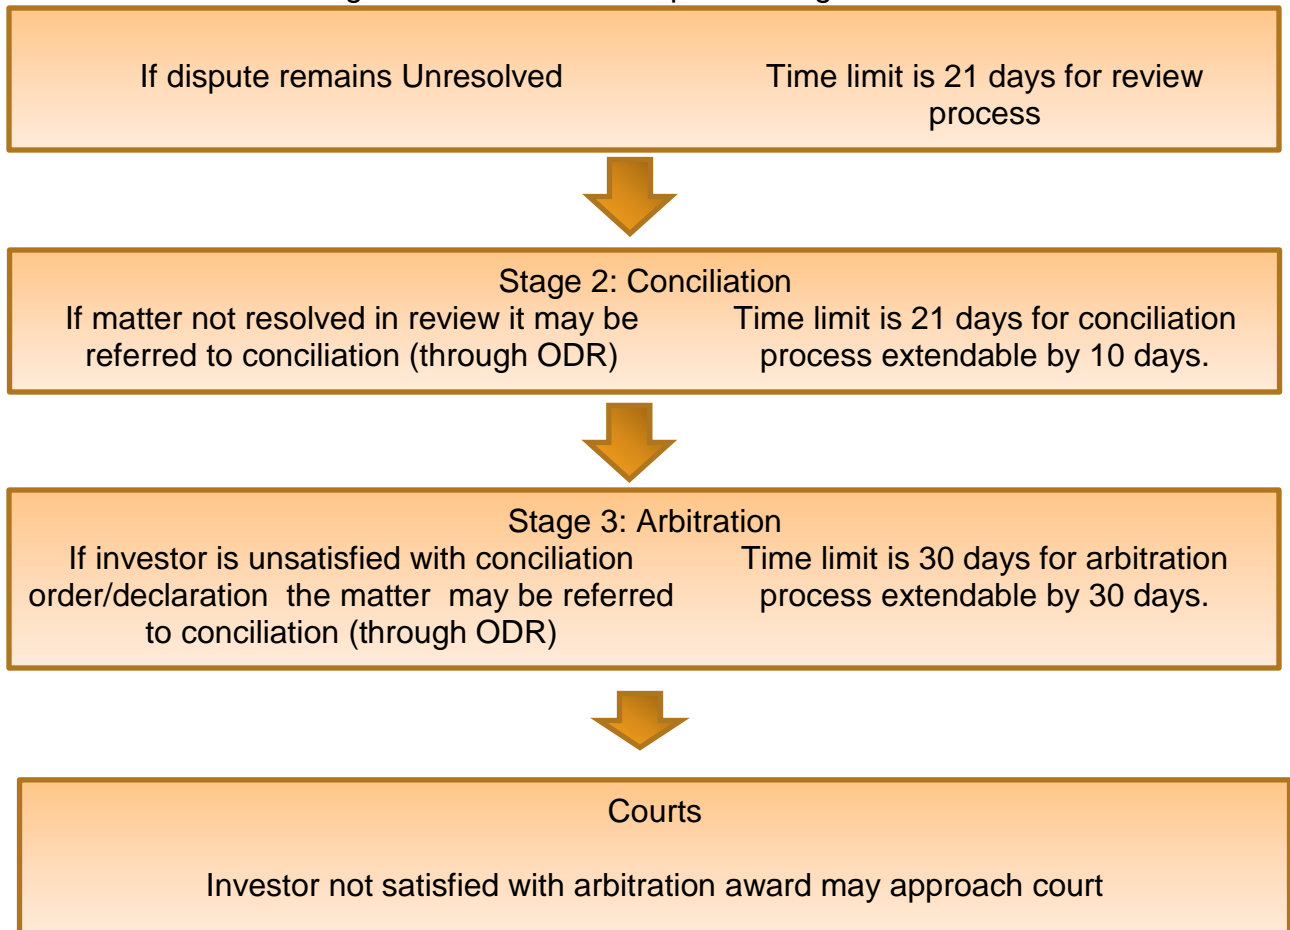 If dispute remains Unresolved
Time limit is 21 days for review
process
Stage 2: Conciliation
If matter not resolved in review it may be
referred to conciliation (through ODR)
Time limit is 21 days for conciliation
process extendable by 10 days.
Stage 3: Arbitration
If investor is unsatisfied with conciliation
order/declaration the matter may be referred
to conciliation (through ODR)
Time limit is 30 days for arbitration
process extendable by 30 days.
Courts
Investor not satisfied with arbitration award may approach court